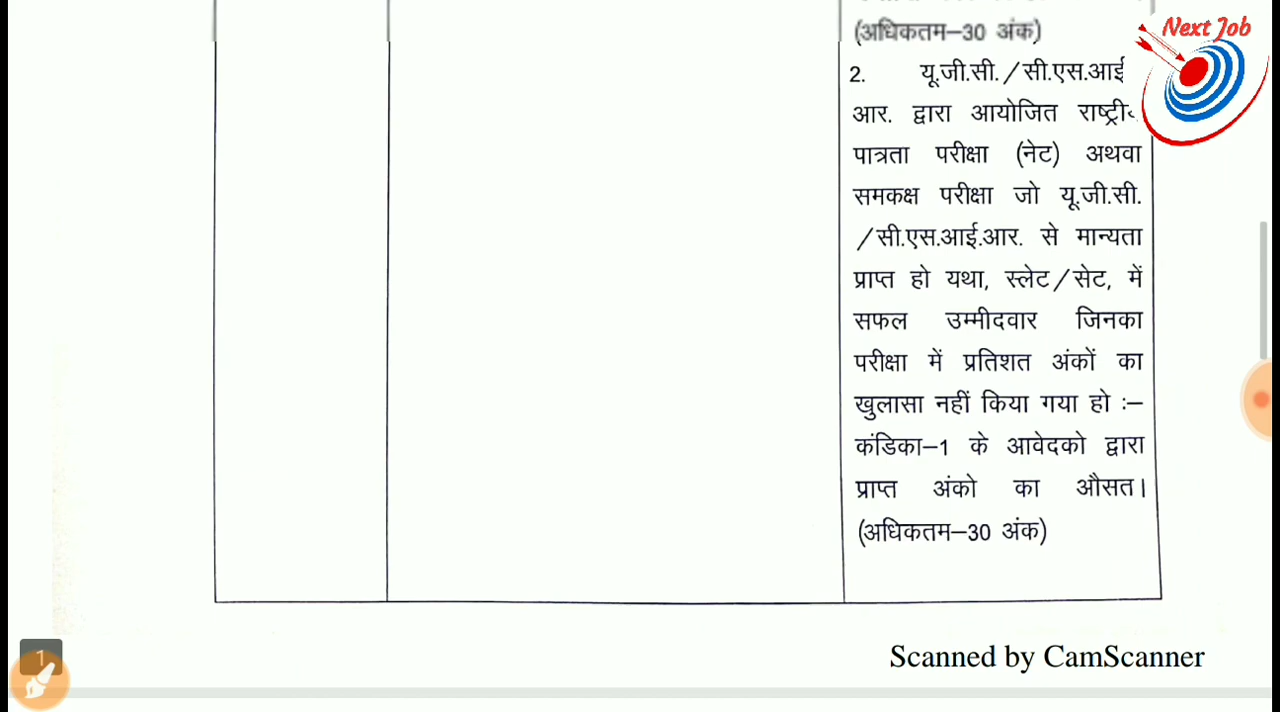 (अधिकतम–30 अंक)
Next Job
2. यू.जी.सी./सी.एस.आई
आर. द्वारा आयोजित
पात्रता परीक्षा (नेट) अथवा
समकक्ष परीक्षा जो यू.जी.सी.
/सी.एस.आई.आर. से मान्यता
प्राप्त हो यथा, स्लेट/सेट, में
सफल उम्मीदवार जिनका
परीक्षा में प्रतिशत अंकों का
खुलासा नहीं किया गया हो :–
कंडिका–1 के आवेदको द्वारा
प्राप्त अंको का औसत।
(अधिकतम–30 अंक)
1
Scanned by CamScanner